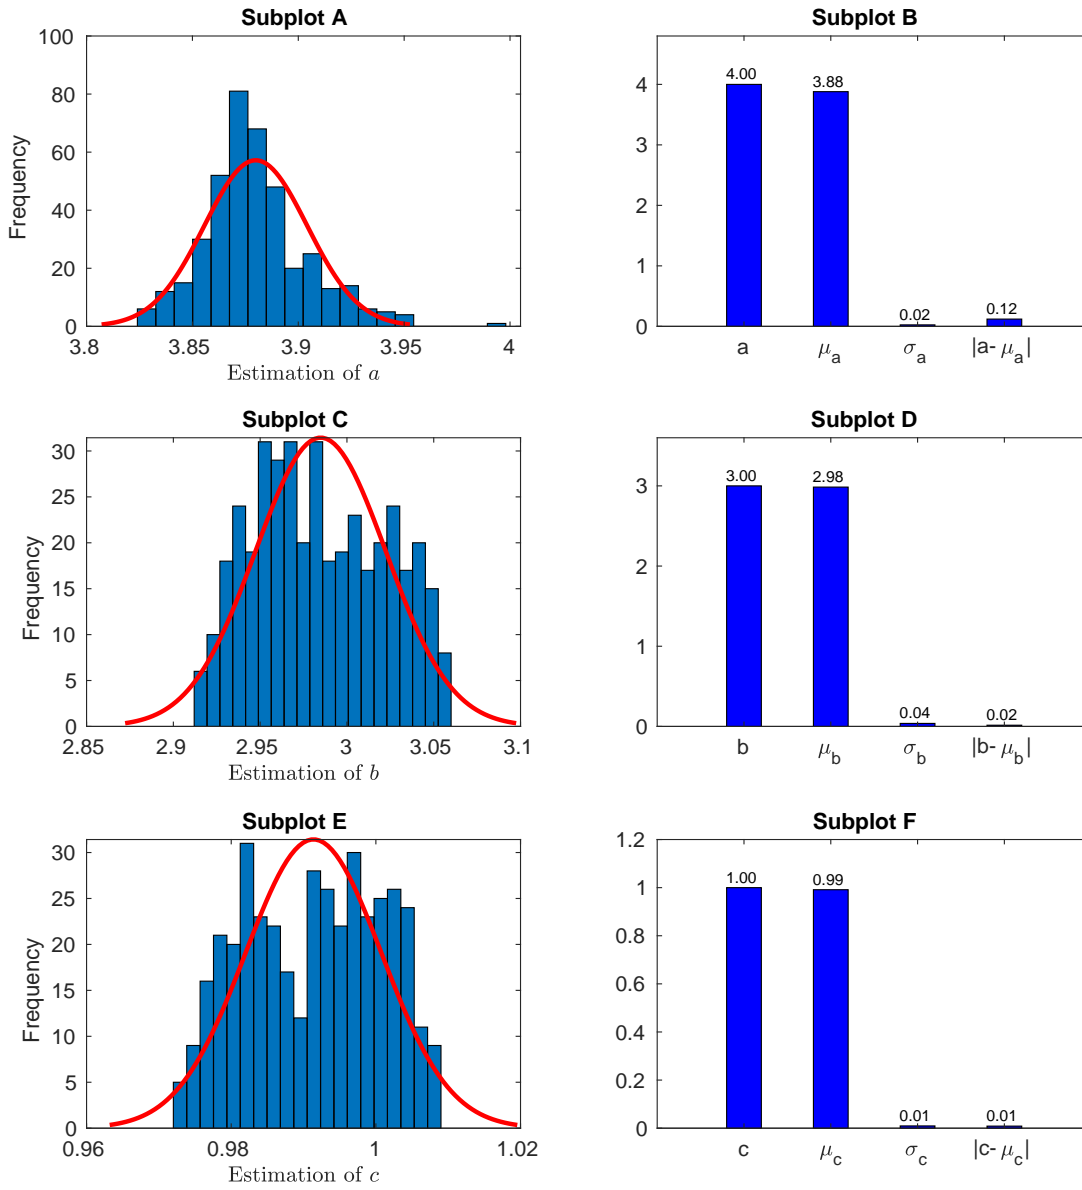 Subplot A
100
80
60
40
20
0
Frequency
3.8 3.85 3.9 3.95 4
Estimation of a
Subplot B
4
3
2
1
0
4.00 3.88 0.02 0.12
a μa σa |a- μa|
Subplot C
30
25
20
15
10
5
0
Frequency
2.85 2.9 2.95 3 3.05 3.1
Estimation of b
Subplot D
3
2
1
0
3.00 2.98 0.04 0.02
b μb σb |b- μb|
Subplot E
30
25
20
15
10
5
0
Frequency
0.96 0.98 1 1.02
Estimation of c
Subplot F
1.2
1
0.8
0.6
0.4
0.2
0
1.00 0.99 0.01 0.01
c μc σc |c- μc|